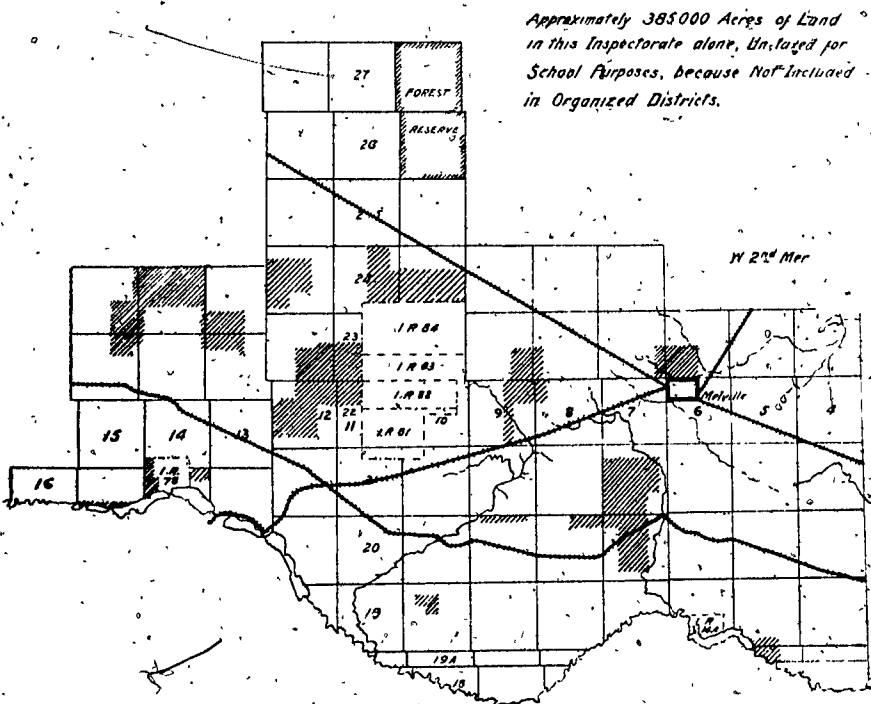 Approximately 385000 Acres of Land
in this Inspectorate alone, Untaxed for
School Purposes, because Not Included
in Organized Districts.
27
FOREST
26
RESERVE
W 2nd Mer
24
I R 84
23
I R 83
I.R 82
Melville
12
22
10
9
8
7
6
5
4
11
I.R 81
15
14
13
16
I.R.
20
19
19A
18